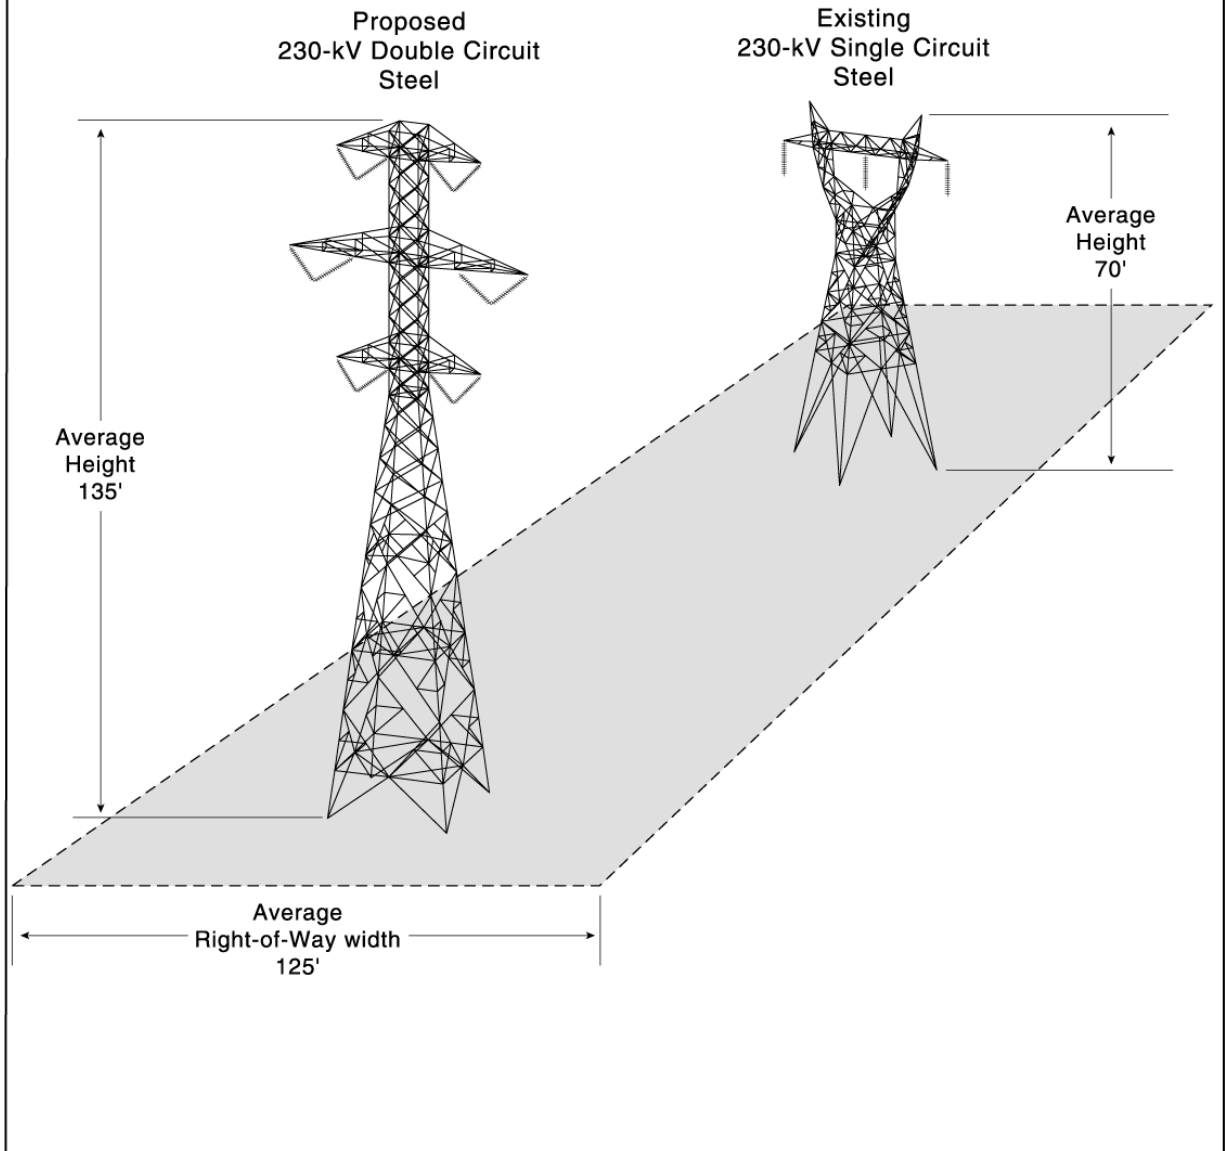 Proposed
230-kV Double Circuit
Steel
Existing
230-kV Single Circuit
Steel
Average
Height
135'
Average
Height
70'
Average
Right-of-Way width
125'